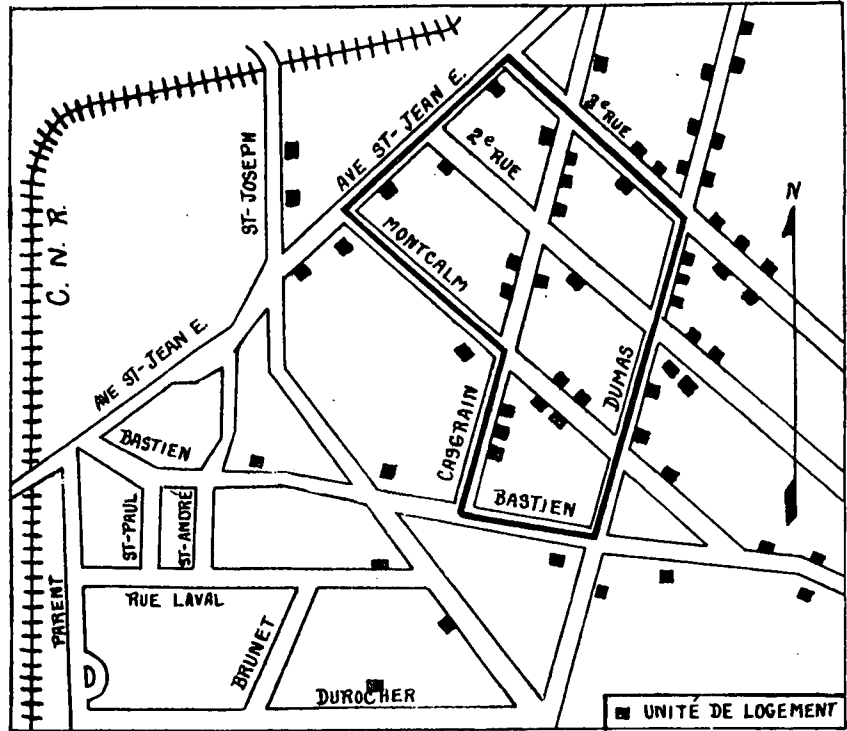 AVE ST-JEAN E.
ST-JOSEPH
2e RUE
3e RUE
C. N. R.
MONTCALM
N
AVE ST-JEAN E.
DUMAS
CASGRAIN
BASTIEN
BASTIEN
ST-PAUL
ST-ANDRÉ
PARENT
RUE LAVAL
BRUNET
D
DUROCHER
UNITÉ DE LOGEMENT